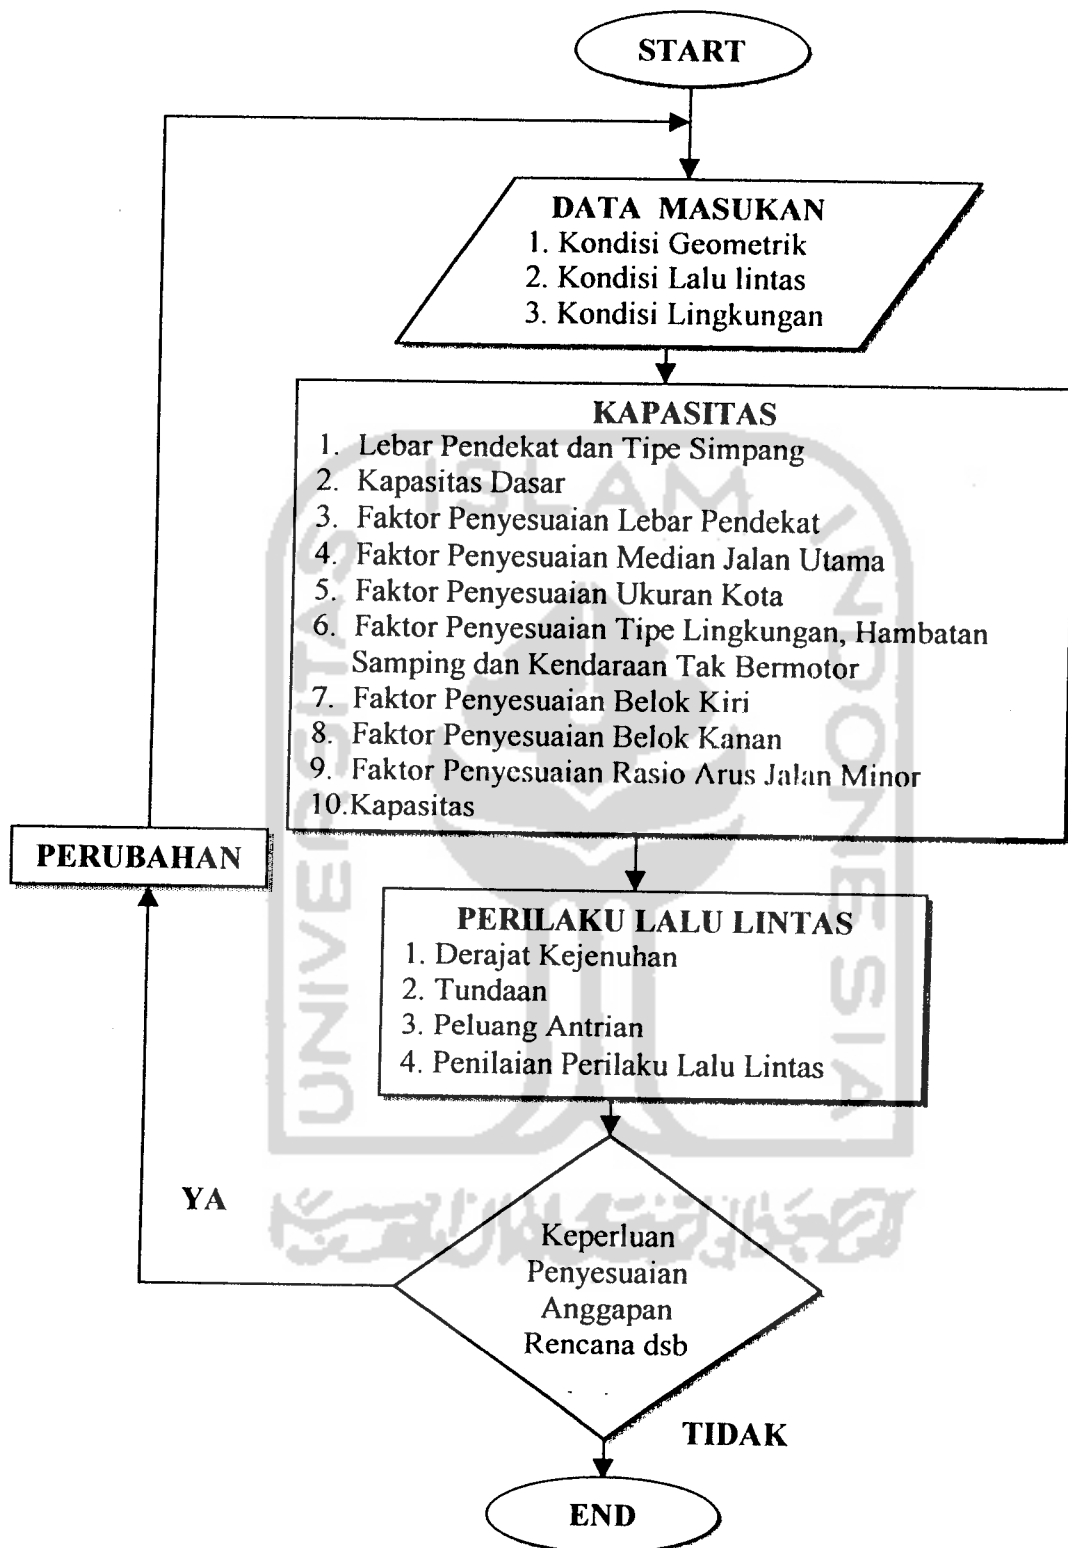 START
DATA MASUKAN
1. Kondisi Geometrik
2. Kondisi Lalu lintas
3. Kondisi Lingkungan
KAPASITAS
1. Lebar Pendekat dan Tipe Simpang
2. Kapasitas Dasar
3. Faktor Penyesuaian Lebar Pendekat
4. Faktor Penyesuaian Median Jalan Utama
5. Faktor Penyesuaian Ukuran Kota
6. Faktor Penyesuaian Tipe Lingkungan, Hambatan
Samping dan Kendaraan Tak Bermotor
7. Faktor Penyesuaian Belok Kiri
8. Faktor Penyesuaian Belok Kanan
9. Faktor Penyesuaian Rasio Arus Jalan Minor
10.Kapasitas
PERUBAHAN
PERILAKU LALU LINTAS
1. Derajat Kejenuhan
2. Tundaan
3. Peluang Antrian
4. Penilaian Perilaku Lalu Lintas
YA
Keperluan
Penyesuaian
Anggapan
Rencana dsb
TIDAK
END
UNIVERSITAS
ISLAM
INDONESIA